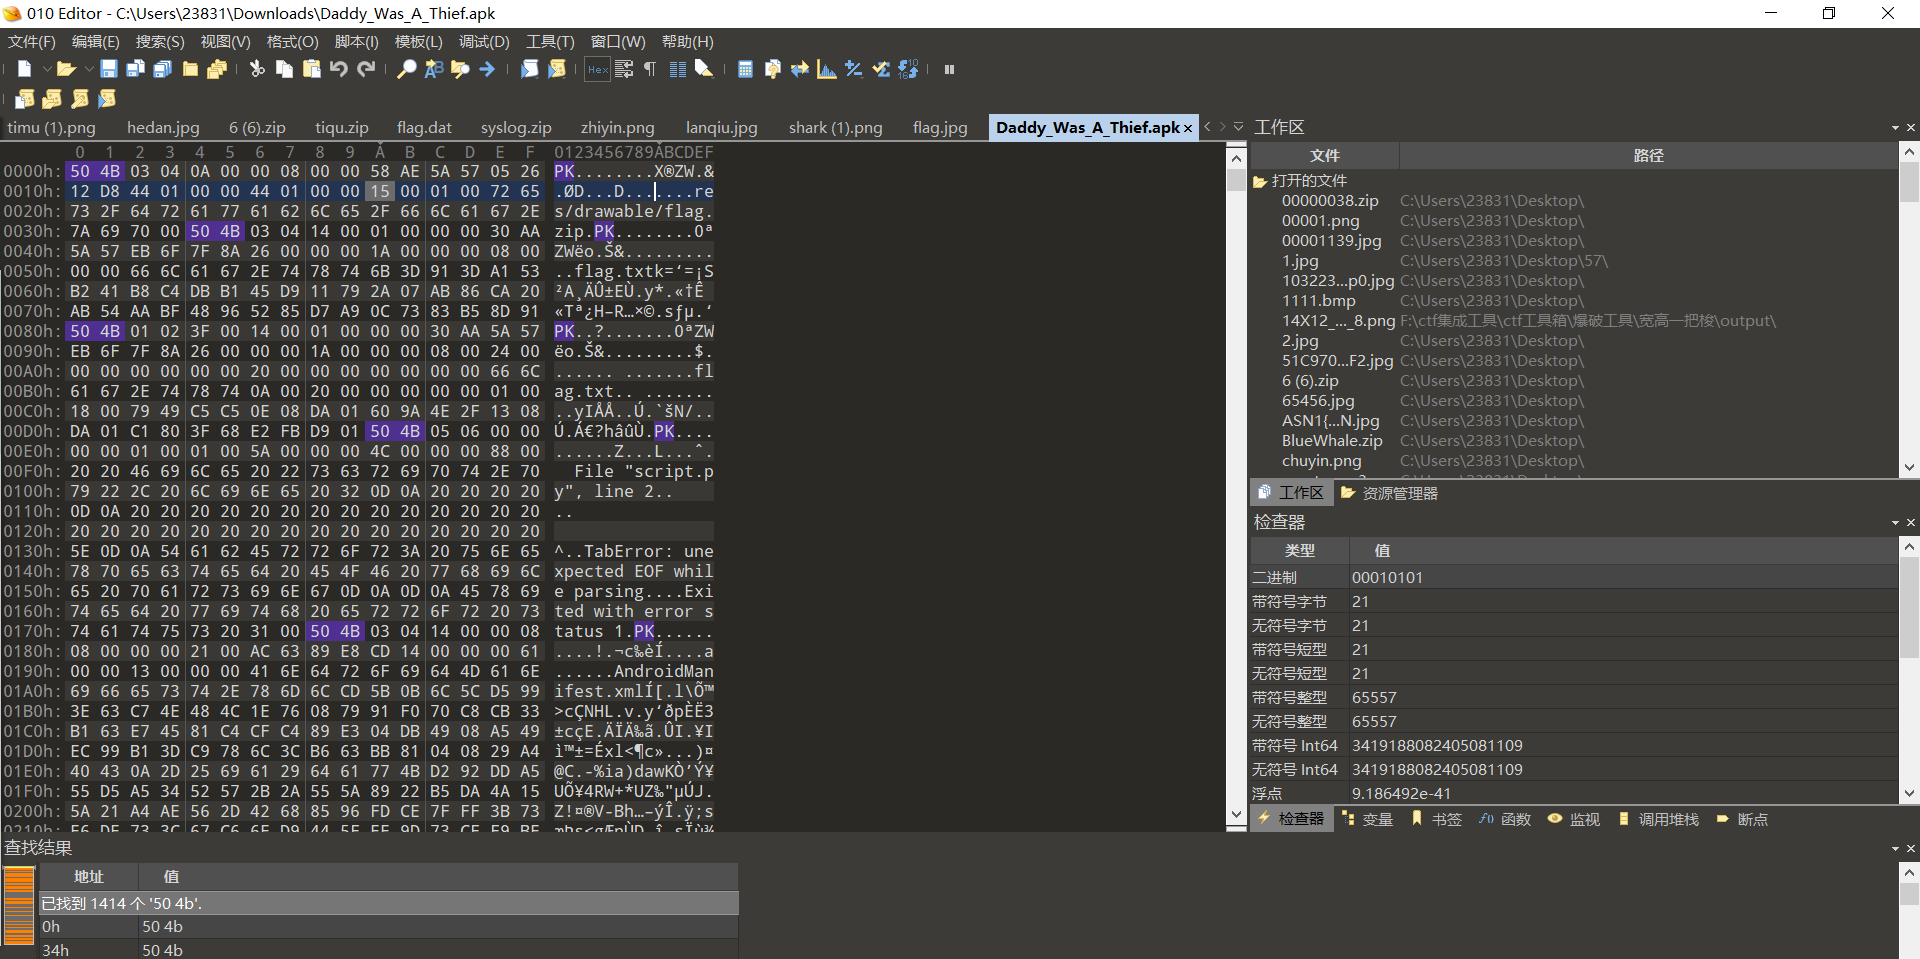 010 Editor - C:\Users\23831\Downloads\Daddy_Was_A_Thief.apk
文件(F) 编辑(E) 搜索(S) 视图(V) 格式(O) 脚本(I) 模板(L) 调试(D) 工具(T) 窗口(W) 帮助(H)
timu (1).png hedan.jpg 6 (6).zip tiqu.zip flag.dat syslog.zip zhiyin.png lanqiu.jpg shark (1).png flag.jpg Daddy_Was_A_Thief.apk
0 1 2 3 4 5 6 7 8 9 A B C D E F 0123456789ABCDEF
0000h: 50 4B 03 04 0A 00 00 08 00 00 58 AE 5A 57 05 26 PK........X®ZW.&
0010h: 12 D8 44 01 00 00 44 01 00 00 15 00 01 00 72 65 .ØD...D.......re
0020h: 73 2F 64 72 61 77 61 62 6C 65 2F 66 6C 61 67 2E s/drawable/flag.
0030h: 7A 69 70 00 50 4B 03 04 14 00 01 00 00 00 30 AA zip.PK........0ª
0040h: 5A 57 EB 6F 7F 8A 26 00 00 00 1A 00 00 00 08 00 ZWëo.Š&.........
0050h: 00 00 66 6C 61 67 2E 74 78 74 6B 3D 91 3D A1 53 ..flag.txtk=‘=¡S
0060h: B2 41 B8 C4 DB B1 45 D9 11 79 2A 07 AB 86 CA 20 ²A¸ÄÛ±EÙ.y*.«†Ê
0070h: AB 54 AA BF 48 96 52 85 D7 A9 0C 73 83 B5 8D 91 «Tª¿H–R…×©.sƒµ.‘
0080h: 50 4B 01 02 3F 00 14 00 01 00 00 00 30 AA 5A 57 PK..?.......0ªZW
0090h: EB 6F 7F 8A 26 00 00 00 1A 00 00 00 08 00 24 00 ëo.Š&.........$.
00A0h: 00 00 00 00 00 00 20 00 00 00 00 00 00 00 66 6C ...... .......fl
00B0h: 61 67 2E 74 78 74 0A 00 20 00 00 00 00 00 01 00 ag.txt.. .......
00C0h: 18 00 79 49 C5 C5 0E 08 DA 01 60 9A 4E 2F 13 08 ..yIÅÅ..Ú.`šN/..
00D0h: DA 01 C1 80 3F 68 E2 FB D9 01 50 4B 05 06 00 00 Ú.Á€?hâûÙ.PK....
00E0h: 00 00 01 00 01 00 5A 00 00 00 4C 00 00 00 88 00 ......Z...L...ˆ.
00F0h: 20 20 46 69 6C 65 20 22 73 63 72 69 70 74 2E 70 File "script.p
0100h: 79 22 2C 20 6C 69 6E 65 20 32 0D 0A 20 20 20 20 y", line 2..
0110h: 0D 0A 20 20 20 20 20 20 20 20 20 20 20 20 20 20 ..
0120h: 20 20 20 20 20 20 20 20 20 20 20 20 20 20 20 20
0130h: 5E 0D 0A 54 61 62 45 72 72 6F 72 3A 20 75 6E 65 ^..TabError: une
0140h: 78 70 65 63 74 65 64 20 45 4F 46 20 77 68 69 6C xpected EOF whil
0150h: 65 20 70 61 72 73 69 6E 67 0D 0A 0D 0A 45 78 69 e parsing....Exi
0160h: 74 65 64 20 77 69 74 68 20 65 72 72 6F 72 20 73 ted with error s
0170h: 74 61 74 75 73 20 31 00 50 4B 03 04 14 00 00 08 tatus 1.PK......
0180h: 08 00 00 00 21 00 AC 63 89 E8 CD 14 00 00 00 61 ....!.¬c‰èÍ....a
0190h: 00 00 13 00 00 00 41 6E 64 72 6F 69 64 4D 61 6E ......AndroidMan
01A0h: 69 66 65 73 74 2E 78 6D 6C CD 5B 0B 6C 5C D5 99 ifest.xmlÍ[.l\Õ™
01B0h: 3E 63 C7 4E 48 4C 1E 76 08 79 91 F0 70 C8 CB 33 >cÇNHL.v.y‘ðpÈË3
01C0h: B1 63 E7 45 81 C4 CF C4 89 E3 04 DB 49 08 A5 49 ±cçE.ÄÏÄ‰ã.ÛI.¥I
01D0h: EC 99 B1 3D C9 78 6C 3C B6 63 BB 81 04 08 29 A4 ì™±=Éxl<¶c»...)¤
01E0h: 40 43 0A 2D 25 69 61 29 64 61 77 4B D2 92 DD A5 @C.-%ia)dawKÒ’Ý¥
01F0h: 55 D5 A5 34 52 57 2B 2A 55 5A 89 22 B5 DA 4A 15 UÕ¥4RW+*UZ‰"µÚJ.
0200h: 5A 21 A4 AE 56 2D 42 68 85 96 FD CE 7F FF 3B 73 Z!¤®V-Bh…–ýÎ.ÿ;s
0210h:
工作区
文件 路径
打开的文件
00000038.zip C:\Users\23831\Desktop\
00001.png C:\Users\23831\Desktop\
00001139.jpg C:\Users\23831\Desktop\
1.jpg C:\Users\23831\Desktop\57\
103223...p0.jpg C:\Users\23831\Desktop\
1111.bmp C:\Users\23831\Desktop\
14X12_..._8.png F:\ctf集成工具\ctf工具箱\爆破工具\宽高一把梭\output\
2.jpg C:\Users\23831\Desktop\
51C970...F2.jpg C:\Users\23831\Desktop\
6 (6).zip C:\Users\23831\Desktop\
65456.jpg C:\Users\23831\Desktop\
ASN1{...N.jpg C:\Users\23831\Desktop\
BlueWhale.zip C:\Users\23831\Desktop\
chuyin.png C:\Users\23831\Desktop\
工作区 资源管理器
检查器
类型 值
二进制 00010101
带符号字节 21
无符号字节 21
带符号短型 21
无符号短型 21
带符号整型 65557
无符号整型 65557
带符号 Int64 3419188082405081109
无符号 Int64 3419188082405081109
浮点 9.186492e-41
检查器 变量 书签 函数 监视 调用堆栈 断点
查找结果
地址 值
已找到 1414 个 '50 4b'.
0h 50 4b
34h 50 4b